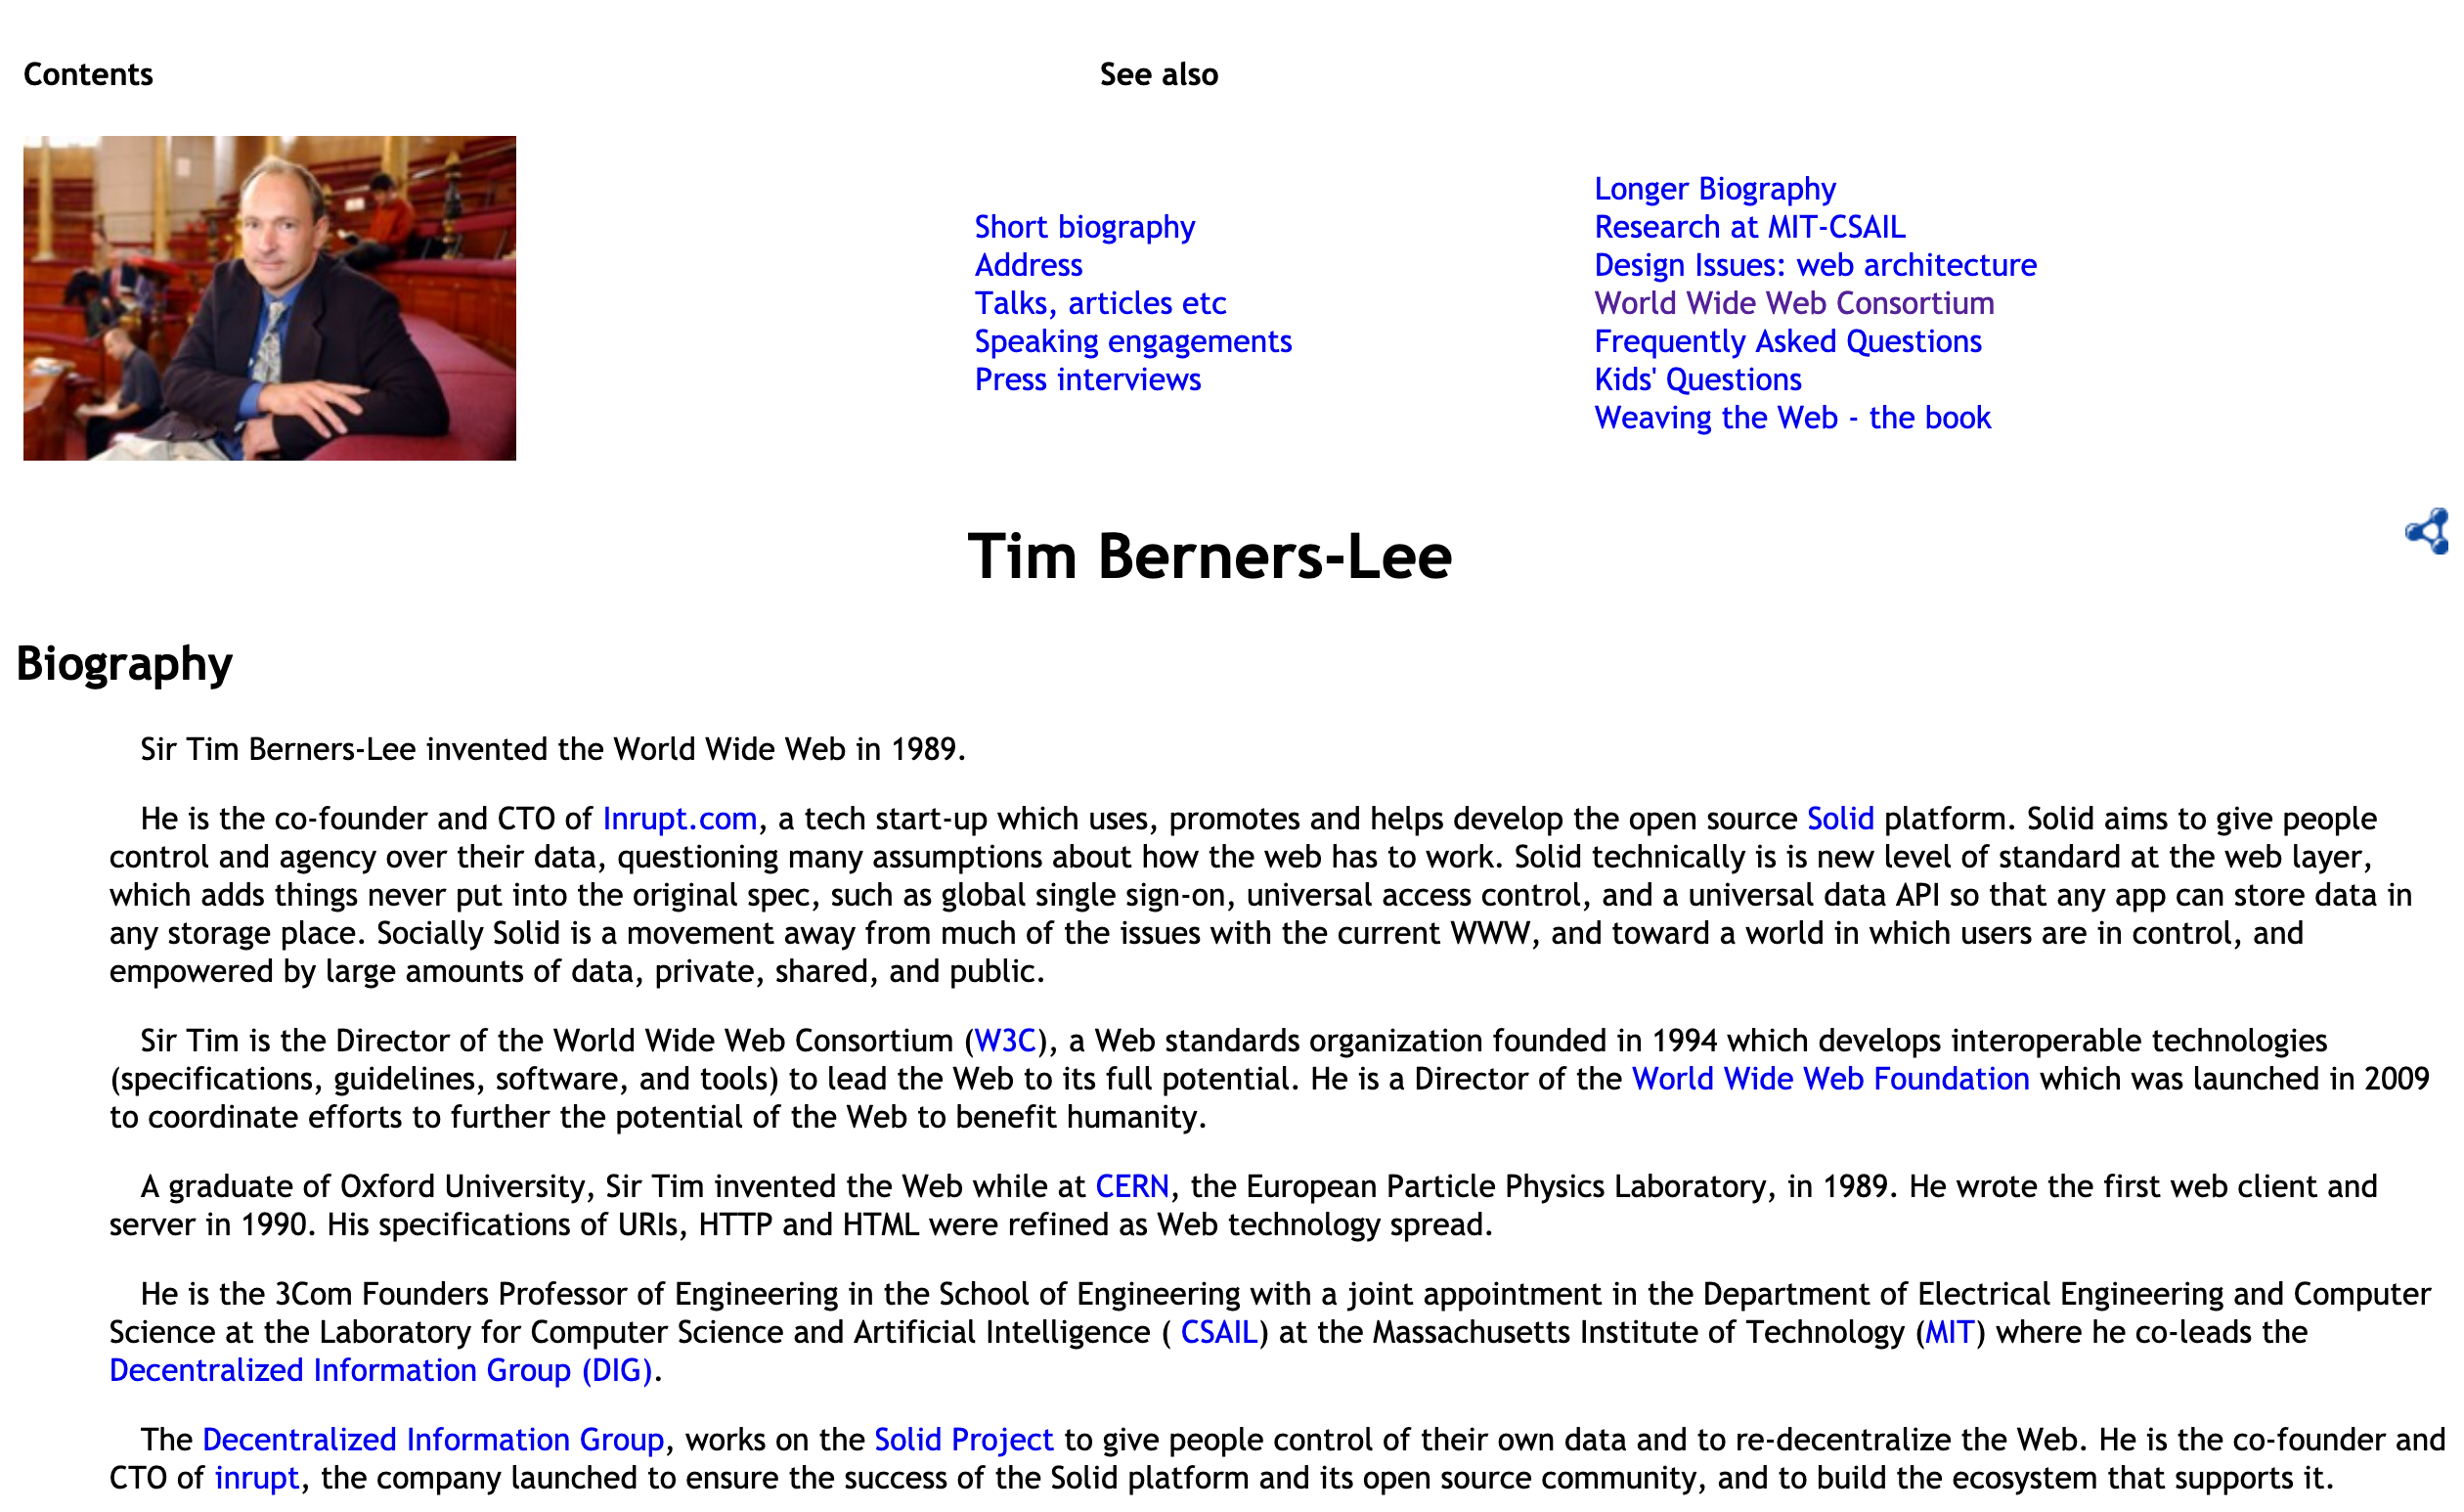 Contents
See also
Short biography
Address
Talks, articles etc
Speaking engagements
Press interviews
Longer Biography
Research at MIT-CSAIL
Design Issues: web architecture
World Wide Web Consortium
Frequently Asked Questions
Kids' Questions
Weaving the Web - the book
Tim Berners-Lee
Biography
Sir Tim Berners-Lee invented the World Wide Web in 1989.
He is the co-founder and CTO of Inrupt.com, a tech start-up which uses, promotes and helps develop the open source Solid platform. Solid aims to give people
control and agency over their data, questioning many assumptions about how the web has to work. Solid technically is is new level of standard at the web layer,
which adds things never put into the original spec, such as global single sign-on, universal access control, and a universal data API so that any app can store data in
any storage place. Socially Solid is a movement away from much of the issues with the current WWW, and toward a world in which users are in control, and
empowered by large amounts of data, private, shared, and public.
Sir Tim is the Director of the World Wide Web Consortium (W3C), a Web standards organization founded in 1994 which develops interoperable technologies
(specifications, guidelines, software, and tools) to lead the Web to its full potential. He is a Director of the World Wide Web Foundation which was launched in 2009
to coordinate efforts to further the potential of the Web to benefit humanity.
A graduate of Oxford University, Sir Tim invented the Web while at CERN, the European Particle Physics Laboratory, in 1989. He wrote the first web client and
server in 1990. His specifications of URIs, HTTP and HTML were refined as Web technology spread.
He is the 3Com Founders Professor of Engineering in the School of Engineering with a joint appointment in the Department of Electrical Engineering and Computer
Science at the Laboratory for Computer Science and Artificial Intelligence ( CSAIL) at the Massachusetts Institute of Technology (MIT) where he co-leads the
Decentralized Information Group (DIG).
The Decentralized Information Group, works on the Solid Project to give people control of their own data and to re-decentralize the Web. He is the co-founder and
CTO of inrupt, the company launched to ensure the success of the Solid platform and its open source community, and to build the ecosystem that supports it.